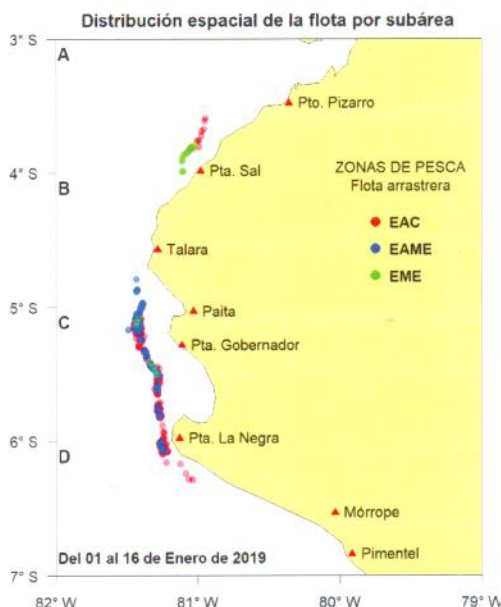 Distribución espacial de la flota por subárea
3° S
A
Pto. Pizarro
ZONAS DE PESCA
Flota arrastrera
4° S
Pta. Sal
B
EAC
Talara
EAME
EME
5° S
Paita
C
Pta. Gobernador
6° S
Pta. La Negra
D
Mórrope
Del 01 al 16 de Enero de 2019
Pimentel
7° S
82° W
81° W
80° W
79° W